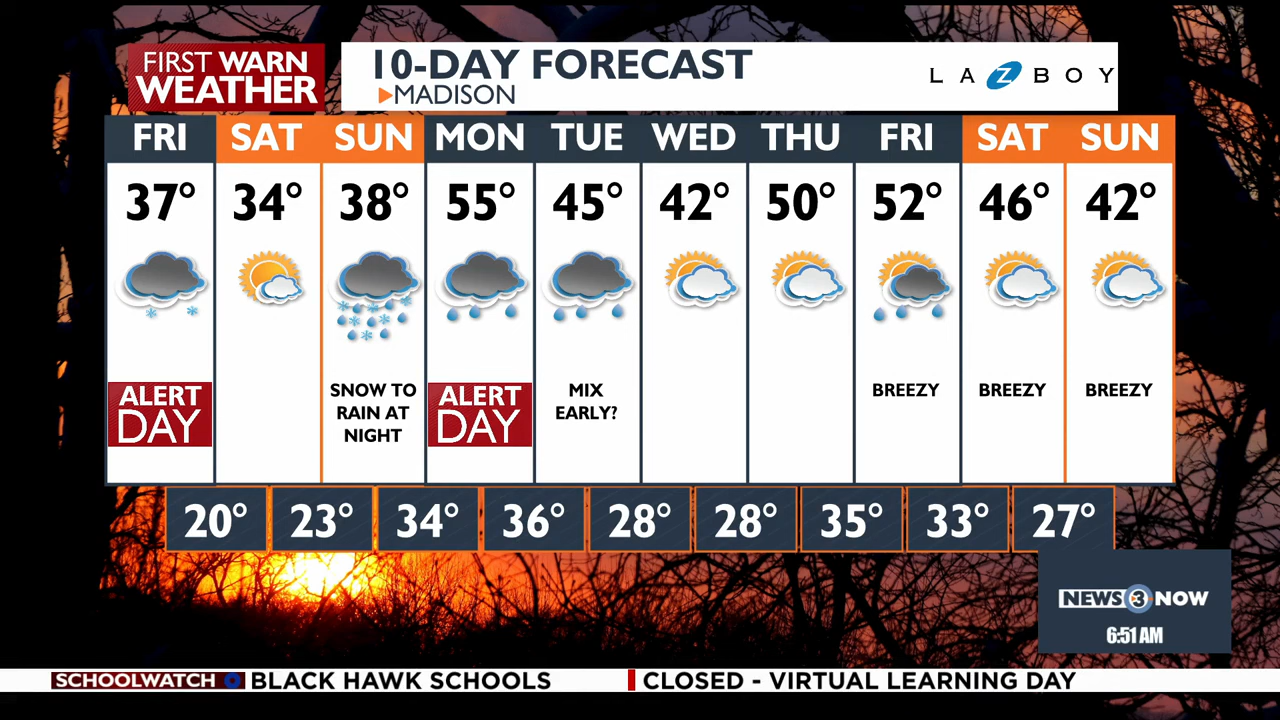 FIRST WARN
WEATHER
10-DAY FORECAST
MADISON
LA Z BOY
FRI SAT SUN MON TUE WED THU FRI SAT SUN
37° 34° 38° 55° 45° 42° 50° 52° 46° 42°
ALERT
DAY
SNOW TO
RAIN AT
NIGHT
ALERT
DAY
MIX
EARLY?
BREEZY
BREEZY
BREEZY
20° 23° 34° 36° 28° 28° 35° 33° 27°
NEWS 3 NOW
6:51 AM
SCHOOLWATCH BLACK HAWK SCHOOLS CLOSED - VIRTUAL LEARNING DAY